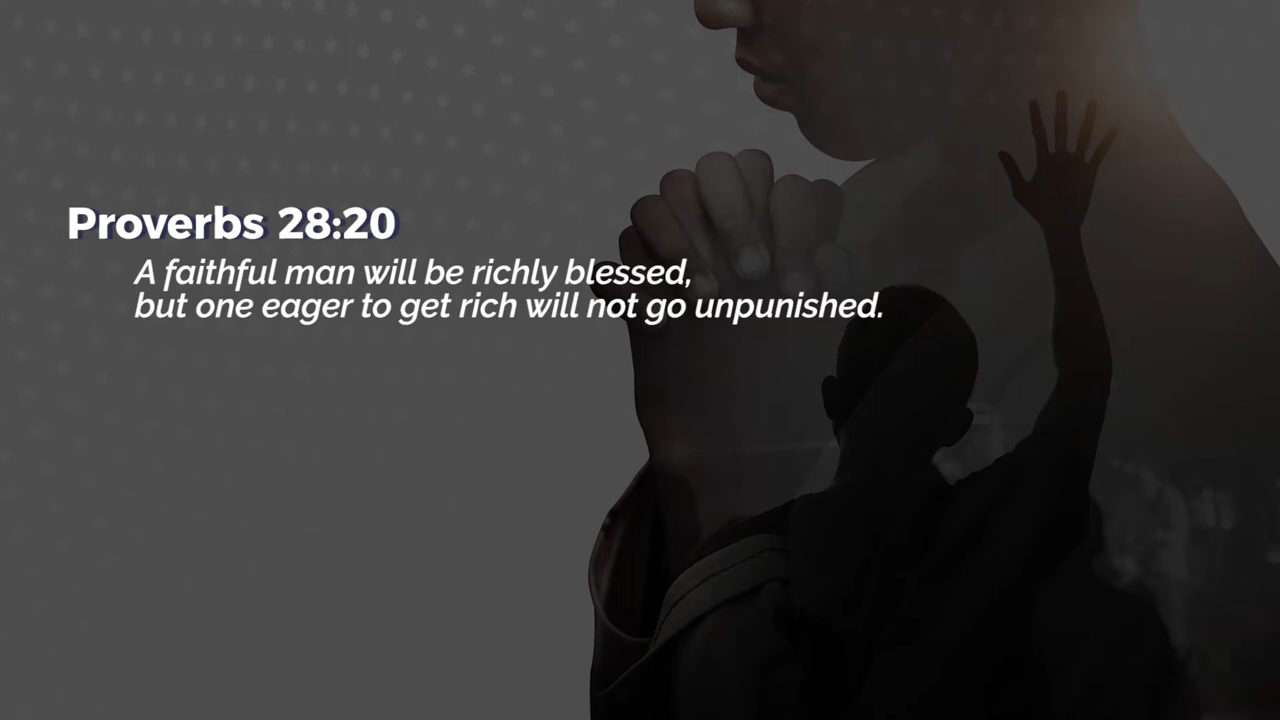 Proverbs 28:20
A faithful man will be richly blessed,
but one eager to get rich will not go unpunished.